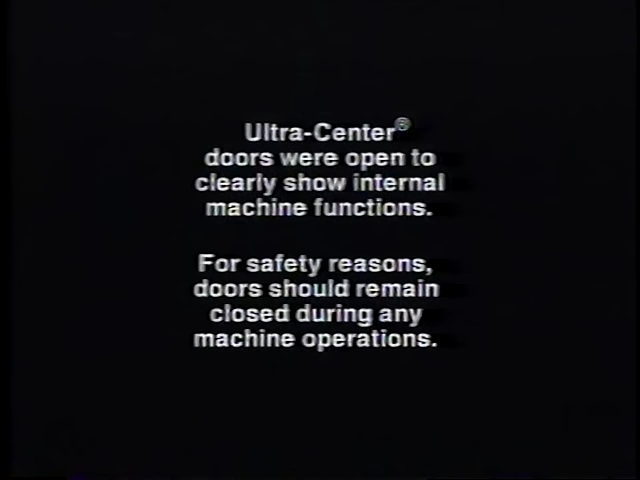 Ultra-Center®
doors were open to
clearly show internal
machine functions.
For safety reasons,
doors should remain
closed during any
machine operations.